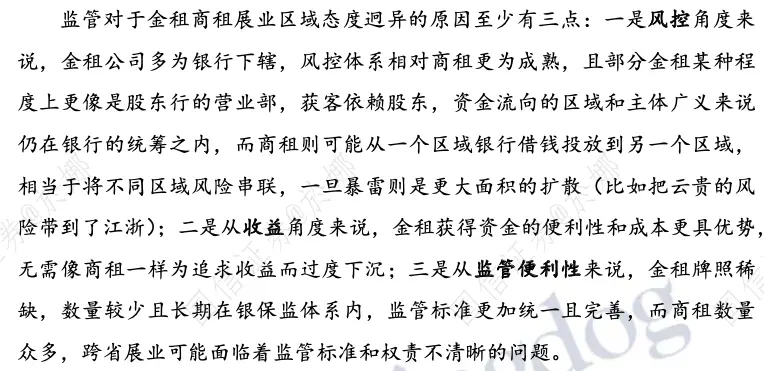 监管对于金租商租展业区域态度迥异的原因至少有三点：一是风控角度来
说，金租公司多为银行下辖，风控体系相对商租更为成熟，且部分金租某种程
度上更像是股东行的营业部，获客依赖股东，资金流向的区域和主体广义来说
仍在银行的统筹之内，而商租则可能从一个区域银行借钱投放到另一个区域，
相当于将不同区域风险串联，一旦暴雷则是更大面积的扩散（比如把云贵的风
险带到了江浙）；二是从收益角度来说，金租获得资金的便利性和成本更具优势，
无需像商租一样为追求收益而过度下沉；三是从监管便利性来说，金租牌照稀
缺，数量较少且长期在银保监体系内，监管标准更加统一且完善，而商租数量
众多，跨省展业可能面临着监管标准和权责不清晰的问题。